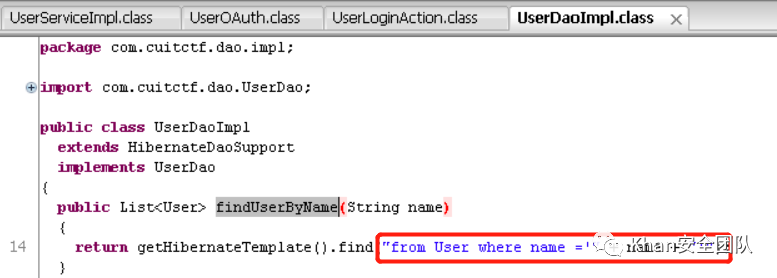 UserServiceImpl.class UserOAuth.class UserLoginAction.class UserDaoImpl.class
package com.cuitctf.dao.impl;
import com.cuitctf.dao.UserDao;
public class UserDaoImpl
extends HibernateDaoSupport
implements UserDao
{
public List<User> findUserByName(String name)
{
14 return getHibernateTemplate().find("from User where name ='" name
Khan安全团队
}